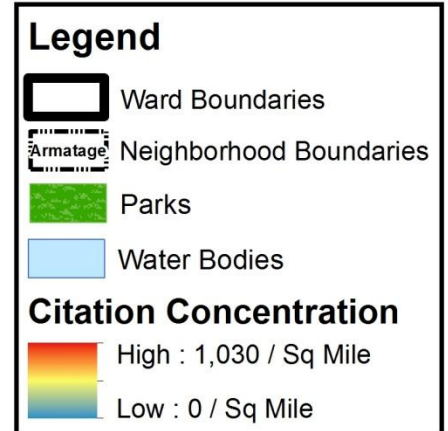 Legend
Ward Boundaries
Armatage Neighborhood Boundaries
Parks
Water Bodies
Citation Concentration
High : 1,030 / Sq Mile
Low : 0 / Sq Mile